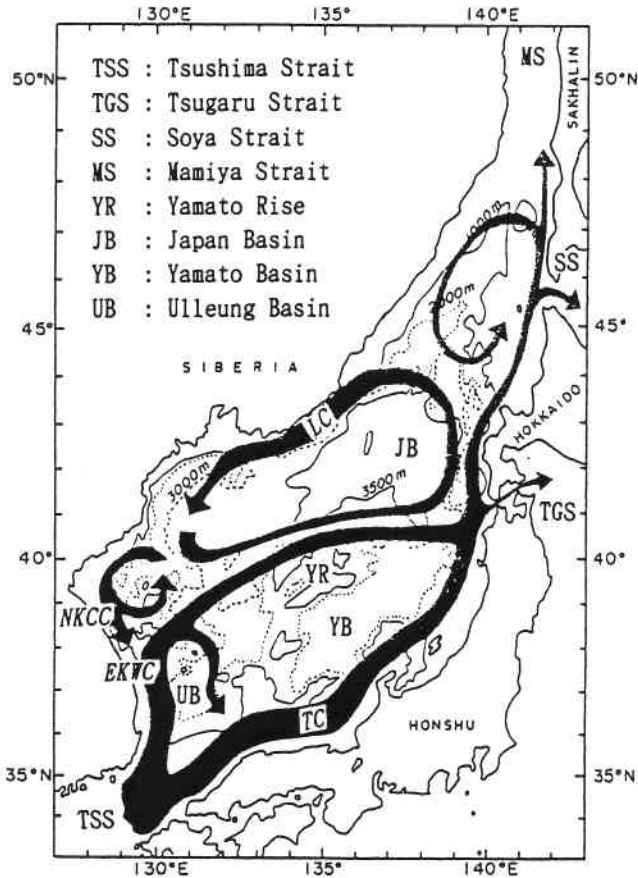 130°E 135°E 140°E
50°N
50°N
MS
SAKHALIN
TSS : Tsushima Strait
TGS : Tsugaru Strait
SS : Soya Strait
MS : Mamiya Strait
YR : Yamato Rise
JB : Japan Basin
YB : Yamato Basin
UB : Ulleung Basin
1000m
SS
2000m
45°N
45°N
SIBERIA
LC
HOKKAIDO
JB
3000m
3500m
TGS
40°N
40°N
YR
NKCC
YB
EKWC
UB
TC
HONSHU
35°N
35°N
TSS
130°E 135°E 140°E